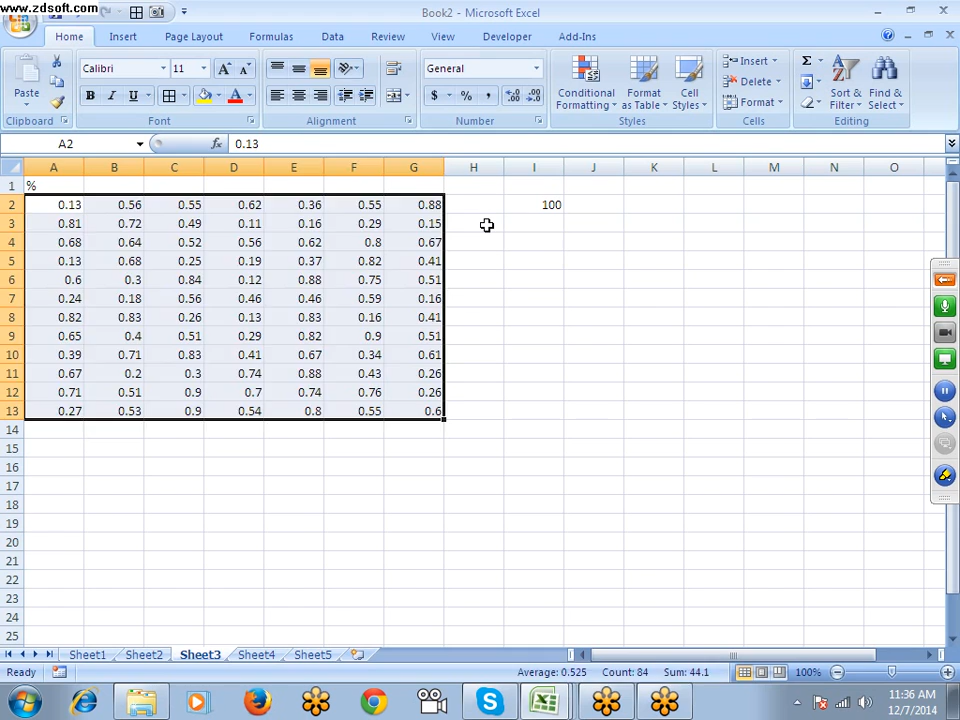 www.zdsoft.com
Book2 - Microsoft Excel
Home Insert Page Layout Formulas Data Review View Developer Add-Ins
Paste
Calibri 11
General
Conditional Formatting
Format as Table
Cell Styles
Insert
Delete
Format
Sort & Filter
Find & Select
B I U
$ % ,
Clipboard Font Alignment Number Styles Cells Editing
A2 fx 0.13
A B C D E F G H I J K L M N O
1 %
2 0.13 0.56 0.55 0.62 0.36 0.55 0.88 100
3 0.81 0.72 0.49 0.11 0.16 0.29 0.15
4 0.68 0.64 0.52 0.56 0.62 0.8 0.67
5 0.13 0.68 0.25 0.19 0.37 0.82 0.41
6 0.6 0.3 0.84 0.12 0.88 0.75 0.51
7 0.24 0.18 0.56 0.46 0.46 0.59 0.16
8 0.82 0.83 0.26 0.13 0.83 0.16 0.41
9 0.65 0.4 0.51 0.29 0.82 0.9 0.51
10 0.39 0.71 0.83 0.41 0.67 0.34 0.61
11 0.67 0.2 0.3 0.74 0.88 0.43 0.26
12 0.71 0.51 0.9 0.7 0.74 0.76 0.26
13 0.27 0.53 0.9 0.54 0.8 0.55 0.6
14
15
16
17
18
19
20
21
22
23
24
25
Sheet1 Sheet2 Sheet3 Sheet4 Sheet5
Ready Average: 0.525 Count: 84 Sum: 44.1 100%
11:36 AM
12/7/2014